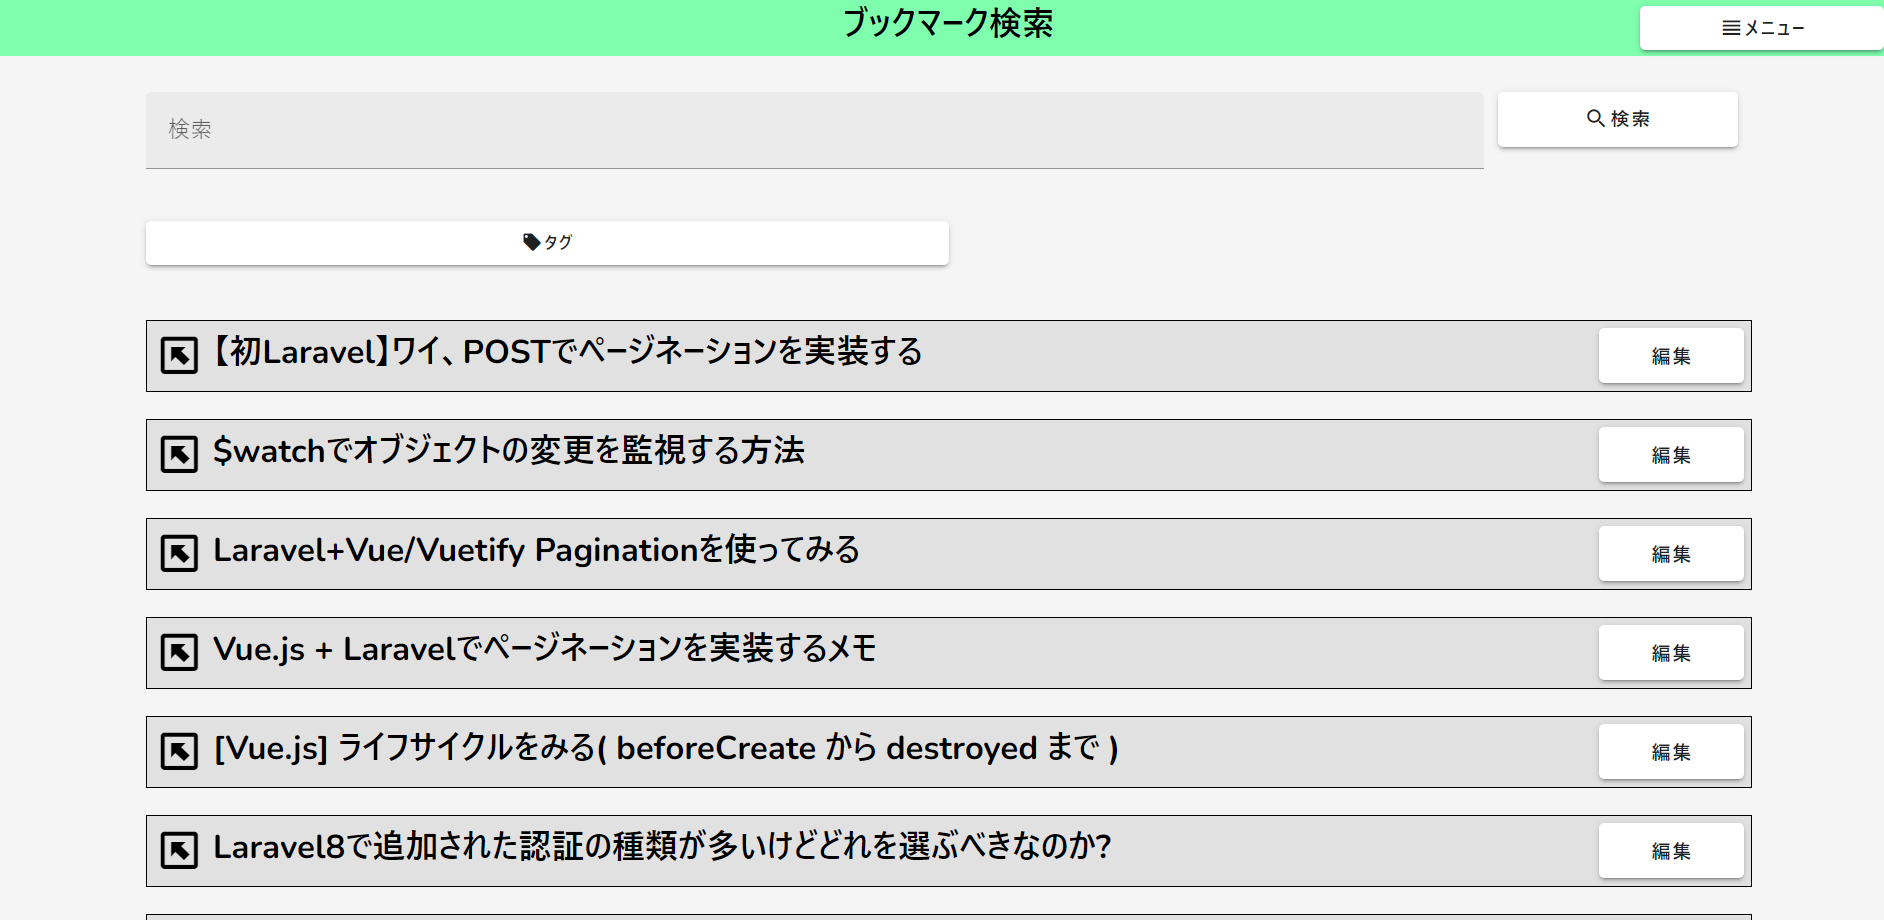 ブックマーク検索
メニュー
検索
検索
タグ
【初Laravel】ワイ、POSTでページネーションを実装する
編集
$watchでオブジェクトの変更を監視する方法
編集
Laravel+Vue/Vuetify Paginationを使ってみる
編集
Vue.js + Laravelでページネーションを実装するメモ
編集
[Vue.js] ライフサイクルをみる( beforeCreate から destroyed まで )
編集
Laravel8で追加された認証の種類が多いけどどれを選ぶべきなのか?
編集